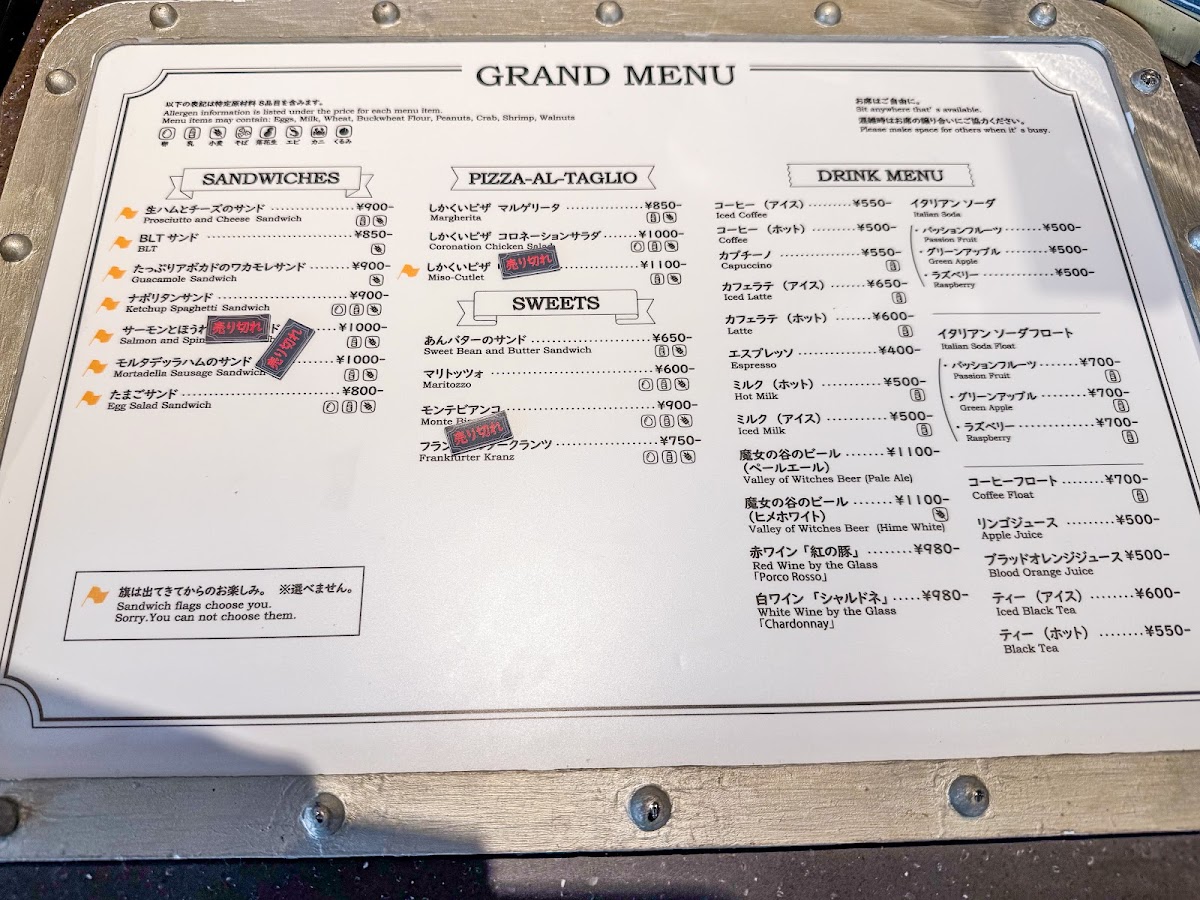 GRAND MENU
以下の表記は特定原材料 8品目を含みます。
Allergen information is listed under the price for each menu item.
Menu items may contain: Eggs, Milk, Wheat, Buckwheat Flour, Peanuts, Crab, Shrimp, Walnuts
卵 乳 小麦 そば 落花生 エビ カニ くるみ
お席はご自由に。
Sit anywhere that's available.
混雑時はお席の譲り合いにご協力ください。
Please make space for others when it's busy.
SANDWICHES
生ハムとチーズのサンド ¥900-
Prosciutto and Cheese Sandwich
BLTサンド ¥850-
BLT
たっぷりアボカドのワカモレサンド ¥900-
Guacamole Sandwich
ナポリタンサンド ¥900-
Ketchup Spaghetti Sandwich
サーモンとほうれ 売り切れ ド ¥1000-
Salmon and Spin
モルタデッラハムのサンド 売り切れ ¥1000-
Mortadella Sausage Sandwich
たまごサンド ¥800-
Egg Salad Sandwich
旗は出てきてからのお楽しみ。 ※選べません。
Sandwich flags choose you.
Sorry.You can not choose them.
PIZZA-AL-TAGLIO
しかくいピザ マルゲリータ ¥850-
Margherita
しかくいピザ コロネーションサラダ ¥1000-
Coronation Chicken Salad
しかくいピザ 売り切れ ¥1100-
Miso-Cutlet
SWEETS
あんバターのサンド ¥650-
Sweet Bean and Butter Sandwich
マリトッツォ ¥600-
Maritozzo
モンテビアンコ ¥900-
Monte
売り切れ
フラン ークランツ ¥750-
Frankfurter Kranz
DRINK MENU
コーヒー（アイス） ¥550-
Iced Coffee
コーヒー（ホット） ¥500-
Coffee
カプチーノ ¥550-
Capuccino
カフェラテ（アイス） ¥650-
Iced Latte
カフェラテ（ホット） ¥600-
Latte
エスプレッソ ¥400-
Espresso
ミルク（ホット） ¥500-
Hot Milk
ミルク（アイス） ¥500-
Iced Milk
魔女の谷のビール ¥1100-
（ペールエール）
Valley of Witches Beer (Pale Ale)
魔女の谷のビール ¥1100-
（ヒメホワイト）
Valley of Witches Beer (Hime White)
赤ワイン「紅の豚」 ¥980-
Red Wine by the Glass
「Porco Rosso」
白ワイン「シャルドネ」 ¥980-
White Wine by the Glass
「Chardonnay」
イタリアン ソーダ
Italian Soda
・パッションフルーツ ¥500-
Passion Fruit
・グリーンアップル ¥500-
Green Apple
・ラズベリー ¥500-
Raspberry
イタリアン ソーダフロート
Italian Soda Float
・パッションフルーツ ¥700-
Passion Fruit
・グリーンアップル ¥700-
Green Apple
・ラズベリー ¥700-
Raspberry
コーヒーフロート ¥700-
Coffee Float
リンゴジュース ¥500-
Apple Juice
ブラッドオレンジジュース ¥500-
Blood Orange Juice
ティー（アイス） ¥600-
Iced Black Tea
ティー（ホット） ¥550-
Black Tea